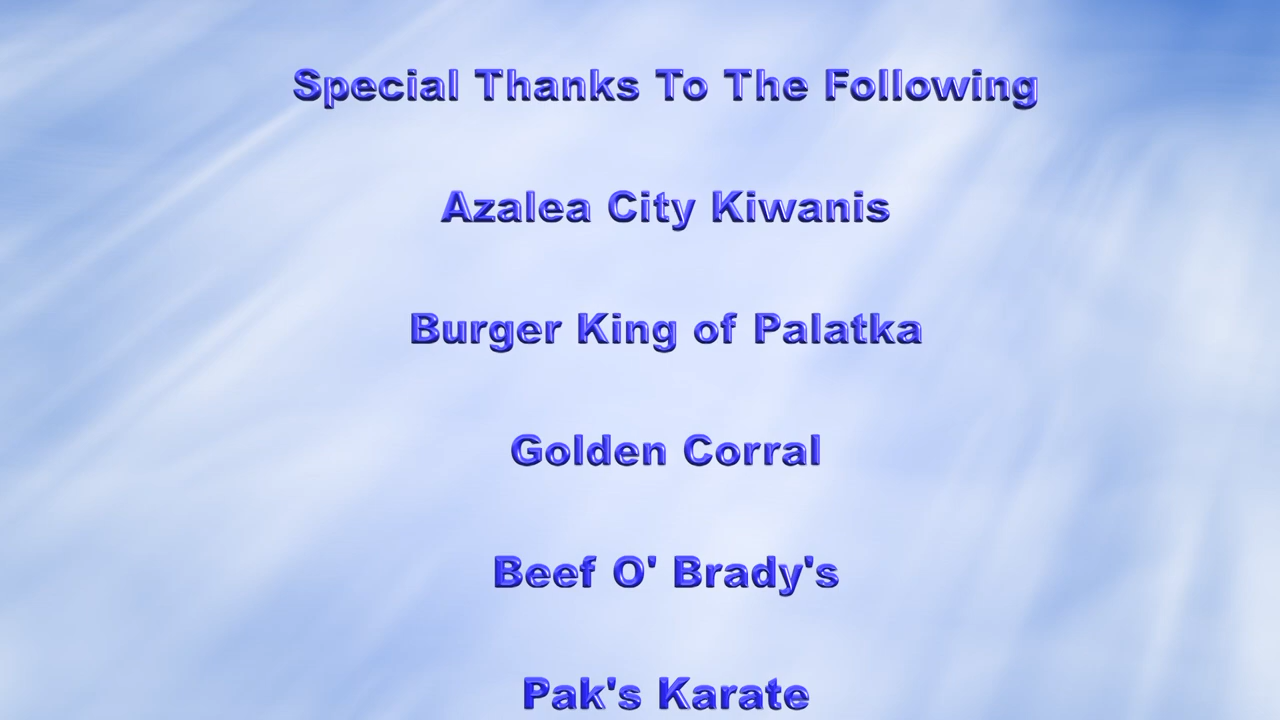 Special Thanks To The Following
Azalea City Kiwanis
Burger King of Palatka
Golden Corral
Beef O' Brady's
Pak's Karate